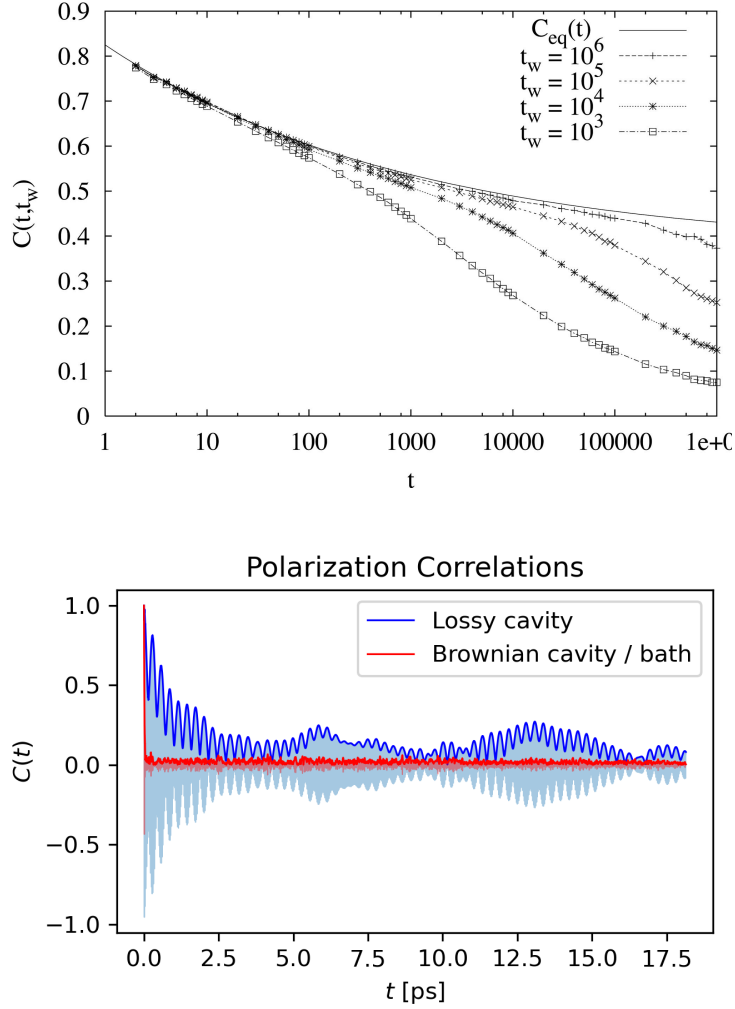 0.9
0.8
0.7
0.6
0.5
0.4
0.3
0.2
0.1
0
C(t,t_w)
C_eq(t)
t_w = 10^6
t_w = 10^5
t_w = 10^4
t_w = 10^3
1 10 100 1000 10000 100000 1e+0
t
Polarization Correlations
Lossy cavity
Brownian cavity / bath
1.0
0.5
0.0
−0.5
−1.0
C(t)
0.0 2.5 5.0 7.5 10.0 12.5 15.0 17.5
t [ps]